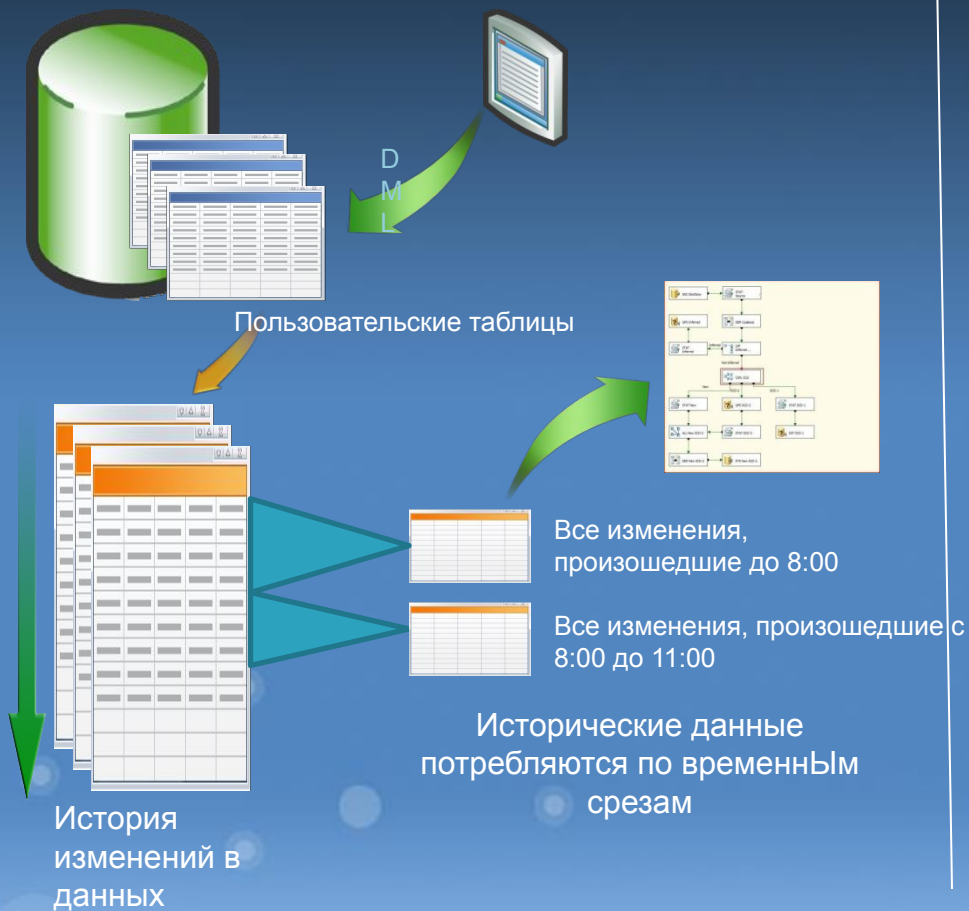 D
M
L
Пользовательские таблицы
Все изменения,
произошедшие до 8:00
Все изменения, произошедшие с
8:00 до 11:00
Исторические данные
потребляются по временнЫм
срезам
История
изменений в
данных